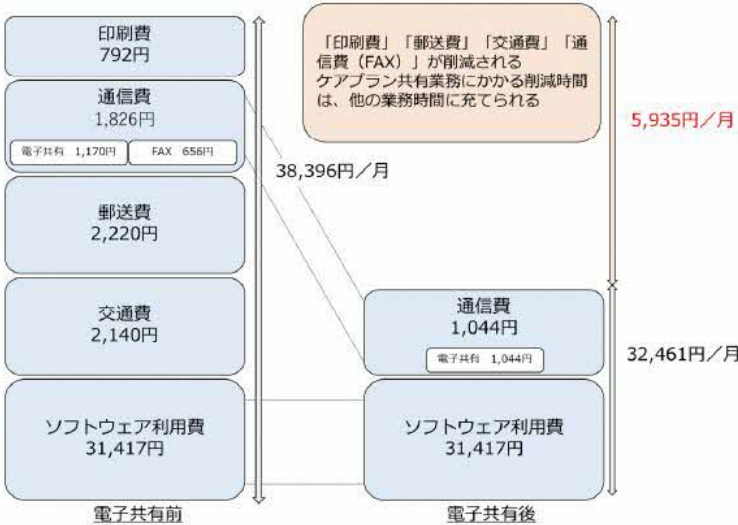 印刷費
792円
通信費
1,826円
電子共有 1,170円
FAX 656円
郵送費
2,220円
交通費
2,140円
ソフトウェア利用費
31,417円
電子共有前
38,396円／月
「印刷費」「郵送費」「交通費」「通
信費（FAX）」が削減される
ケアプラン共有業務にかかる削減時間
は、他の業務時間に充てられる
5,935円／月
通信費
1,044円
電子共有 1,044円
ソフトウェア利用費
31,417円
電子共有後
32,461円／月